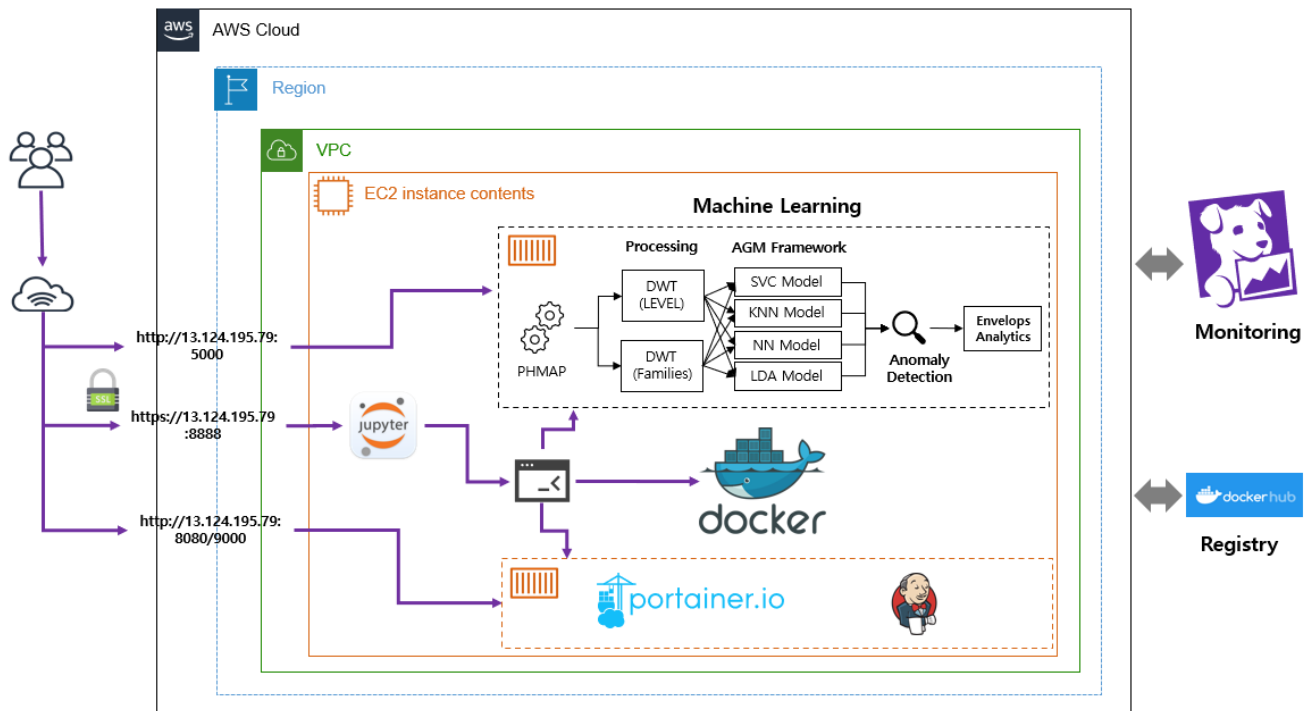 aws
AWS Cloud
Region
VPC
EC2 instance contents
Machine Learning
Processing
AGM Framework
DWT
(LEVEL)
DWT
(Families)
PHMAP
SVC Model
KNN Model
NN Model
LDA Model
Anomaly
Detection
Envelops
Analytics
http://13.124.195.79:
5000
SSL
https://13.124.195.79
:8888
jupyter
http://13.124.195.79:
8080/9000
docker
portainer.io
Monitoring
dockerhub
Registry